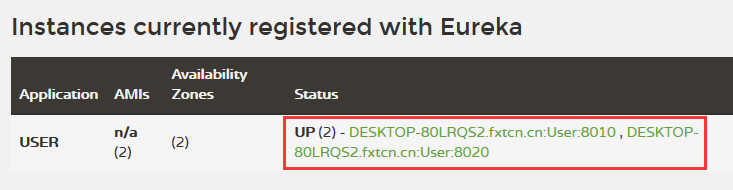 Instances currently registered with Eureka
Application AMIs Availability Zones Status
USER n/a (2) (2) UP (2) - DESKTOP-80LRQS2.fxtcn.cn:User:8010 , DESKTOP-
80LRQS2.fxtcn.cn:User:8020